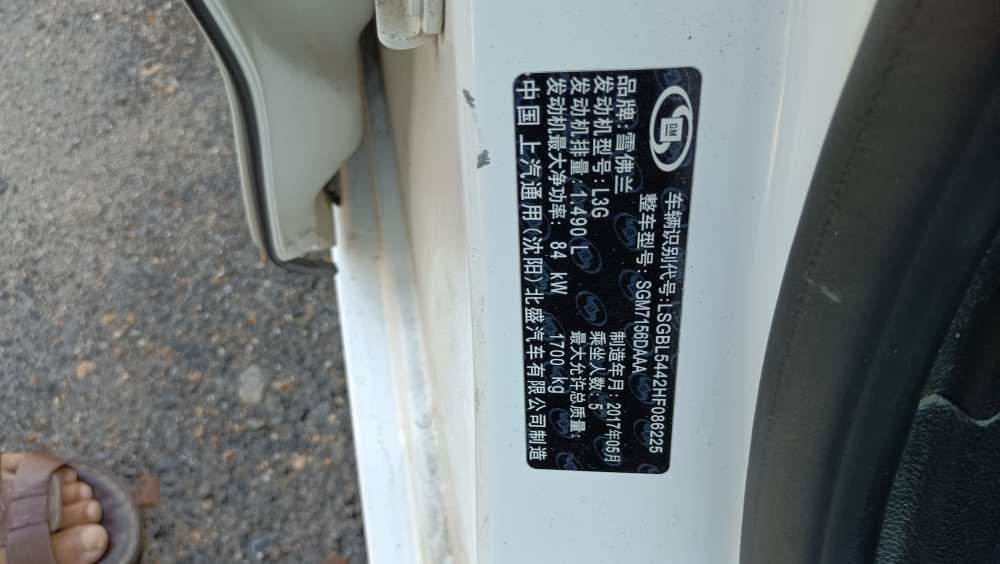 GM
车辆识别代号:LSGBL5442HF086225
品牌:雪佛兰
整车型号:SGM7156DAAA
发动机型号:L3G
制造年月:2017年05月
发动机排量:1.490 L
乘坐人数:5
发动机最大净功率: 84 kW
最大允许总质量:
1700 kg
中国 上汽通用(沈阳)北盛汽车有限公司制造